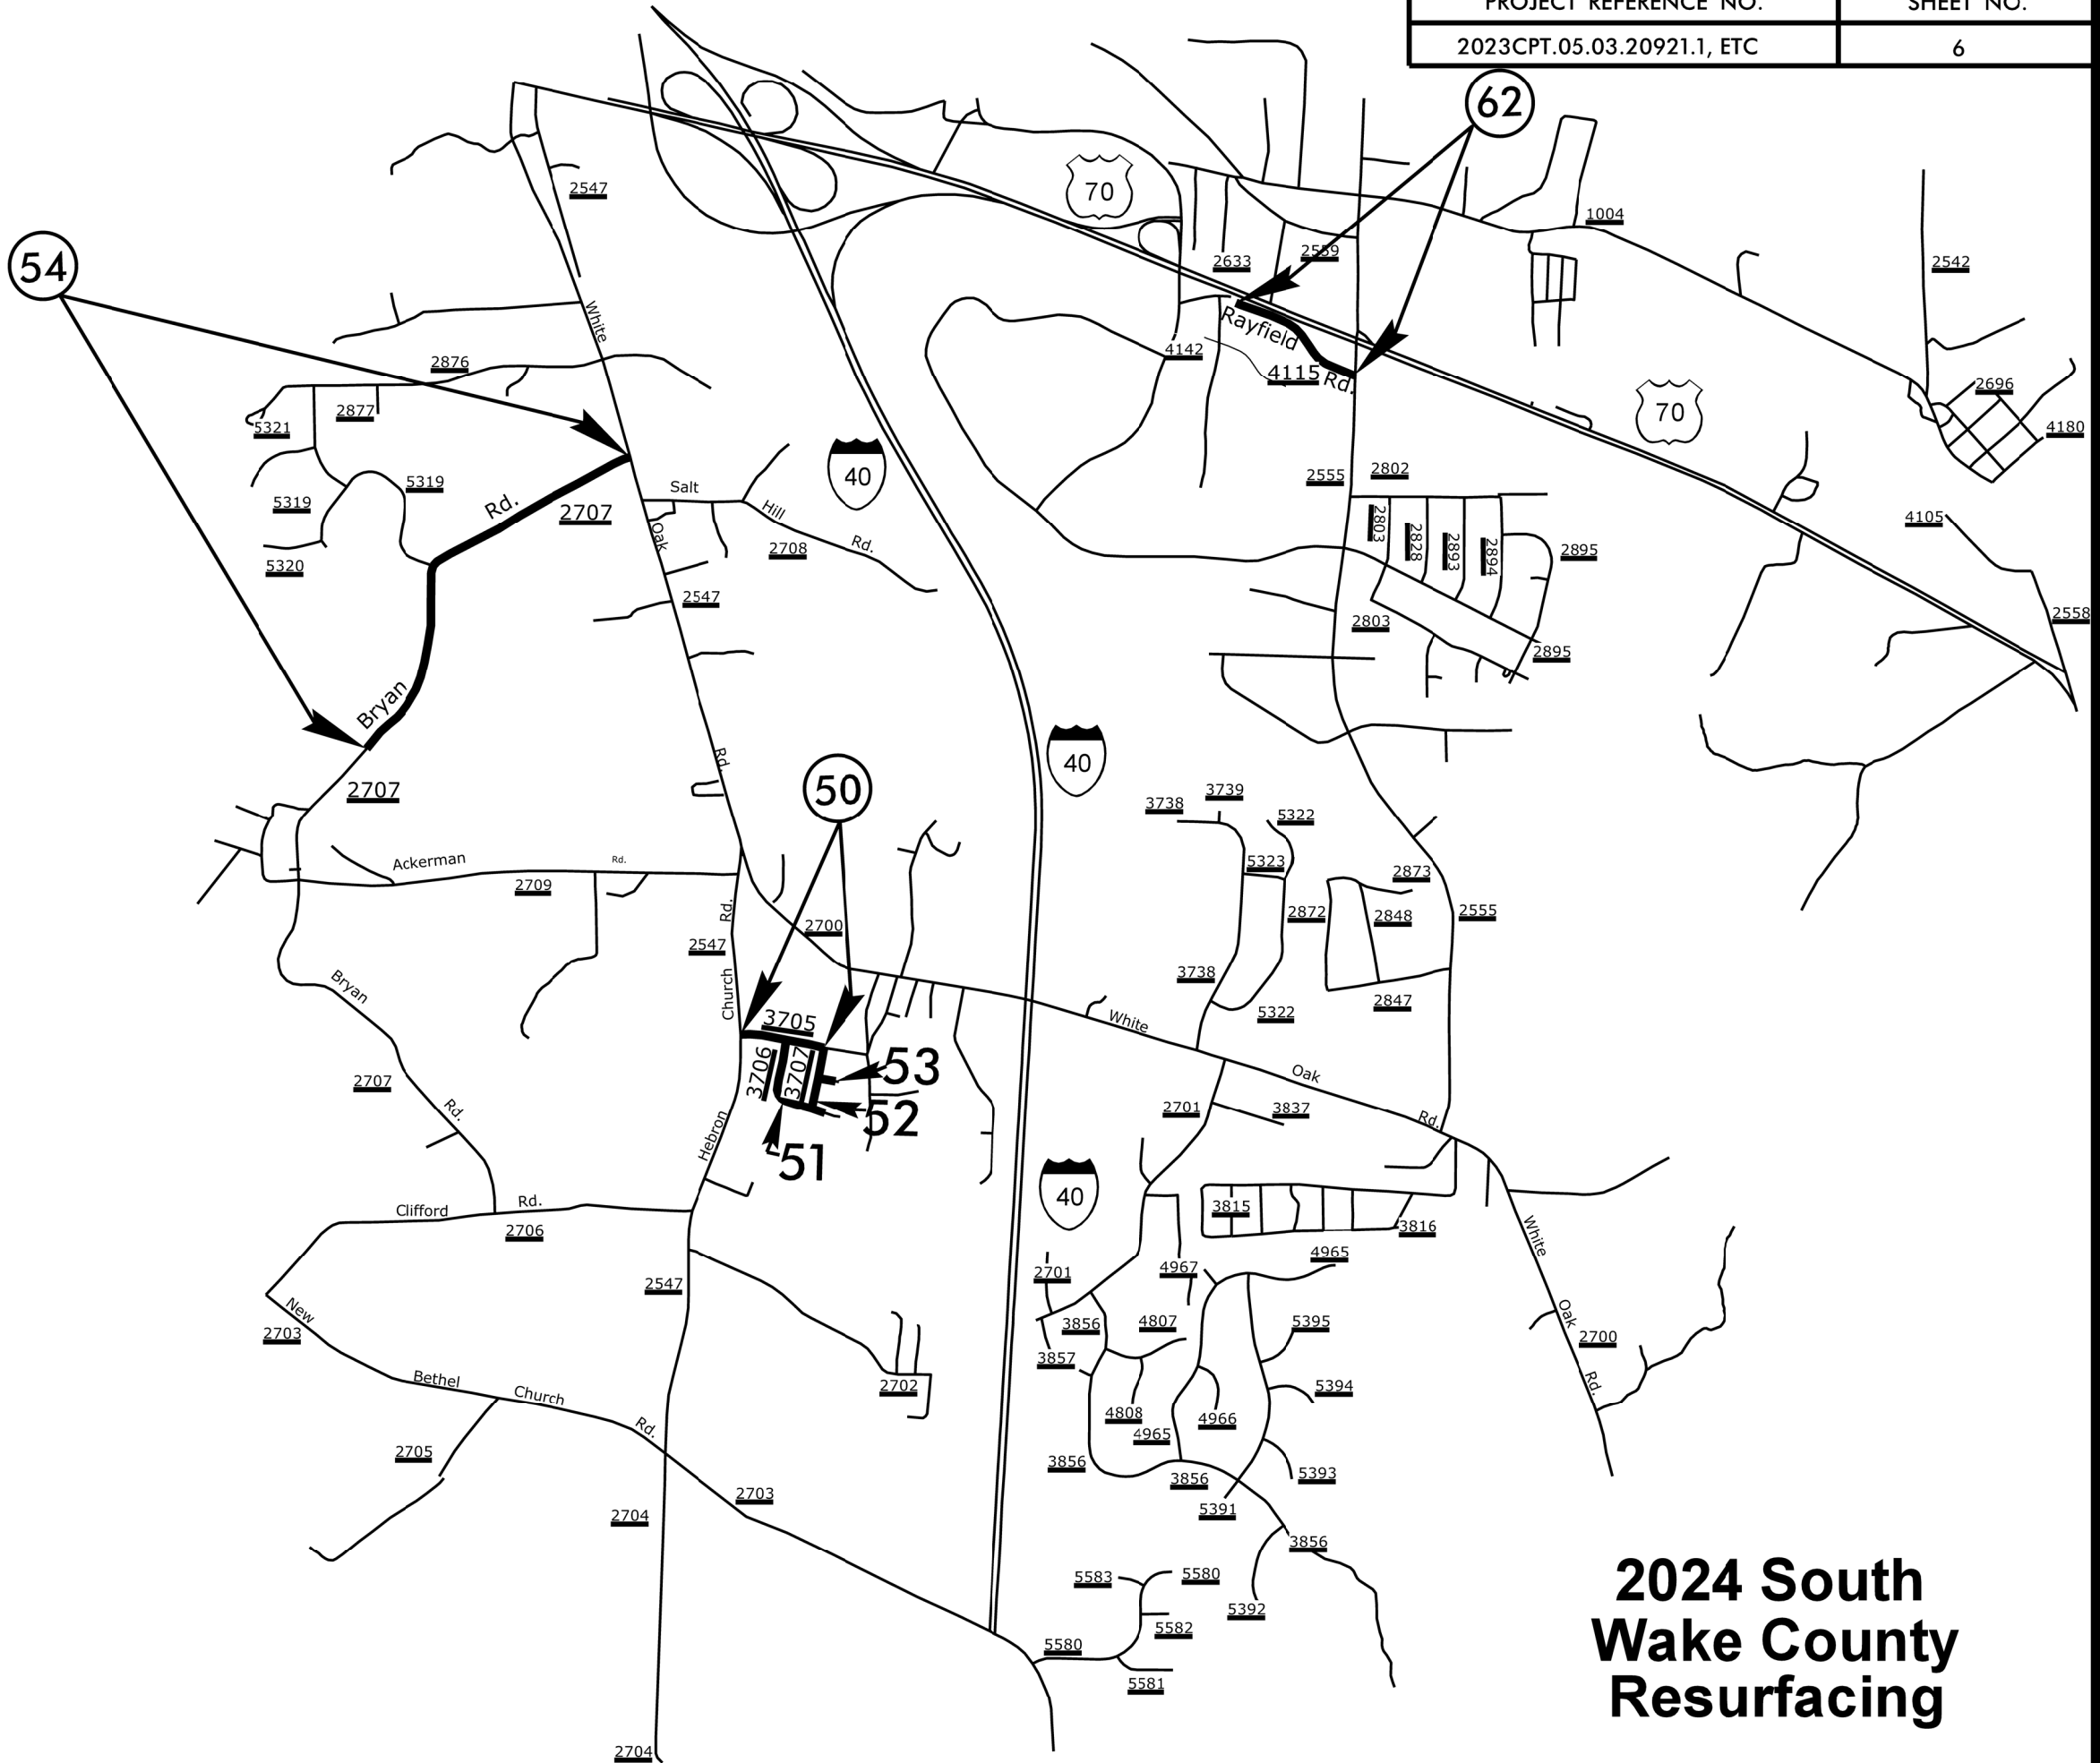 PROJECT REFERENCE NO.
SHEET NO.
2023CPT.05.03.20921.1, ETC
6
62
70
2547
1004
54
2633
2559
2542
White
Rayfield
4142
2876
4115
Rd.
2696
70
2877
5321
4180
40
2802
2555
Salt
5319
5319
Rd.
2707
Hill
4105
2803
2828
2893
2894
Oak
2708
Rd.
2895
5320
2547
2558
2803
2895
Bryan
Rd.
40
50
2707
3738
3739
5322
Ackerman
Rd.
5323
2873
2709
Rd.
2872
2848
2555
2700
2547
Church
3738
Bryan
2847
5322
3705
White
3706
3707
53
Oak
2707
Rd.
52
2701
3837
Rd.
Hebron
51
40
Clifford
Rd.
3815
2706
3816
White
4965
2701
4967
2547
New
2703
3856
4807
5395
Oak
2700
3857
Bethel
Church
2702
5394
Rd.
Rd.
4808
4966
4965
2705
3856
3856
5393
2703
5391
2704
3856
5583
5580
2024 South
5392
5582
Wake County
5580
5581
Resurfacing
2704